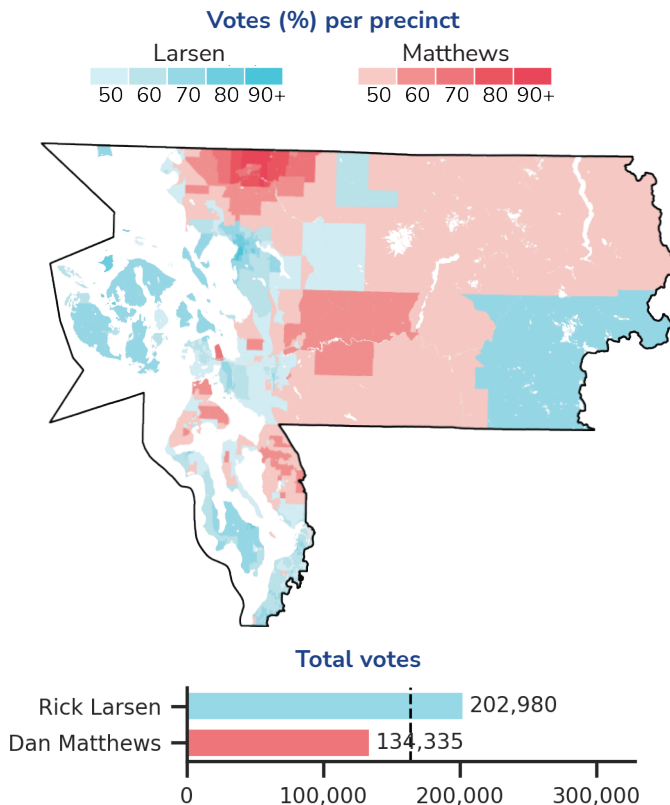 Votes (%) per precinct
Larsen Matthews
50 60 70 80 90+ 50 60 70 80 90+
Total votes
Rick Larsen 202,980
Dan Matthews 134,335
0 100,000 200,000 300,000